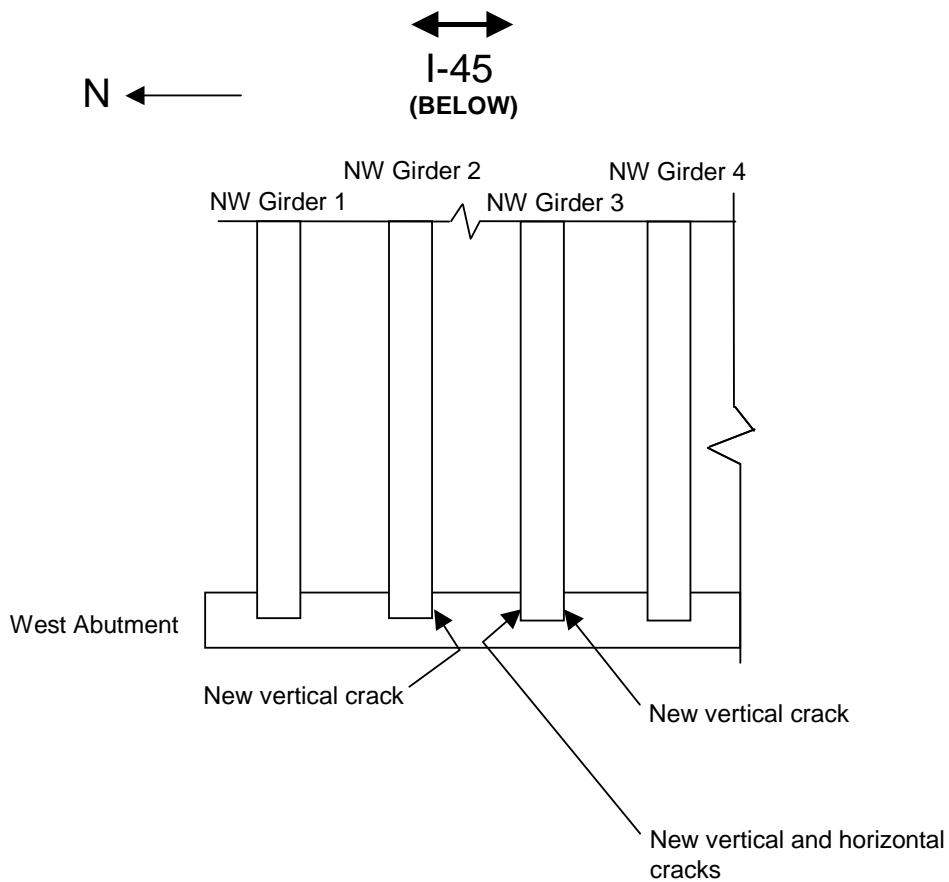 I-45
(BELOW)
N
NW Girder 2
NW Girder 4
NW Girder 1
NW Girder 3
West Abutment
New vertical crack
New vertical crack
New vertical and horizontal
cracks